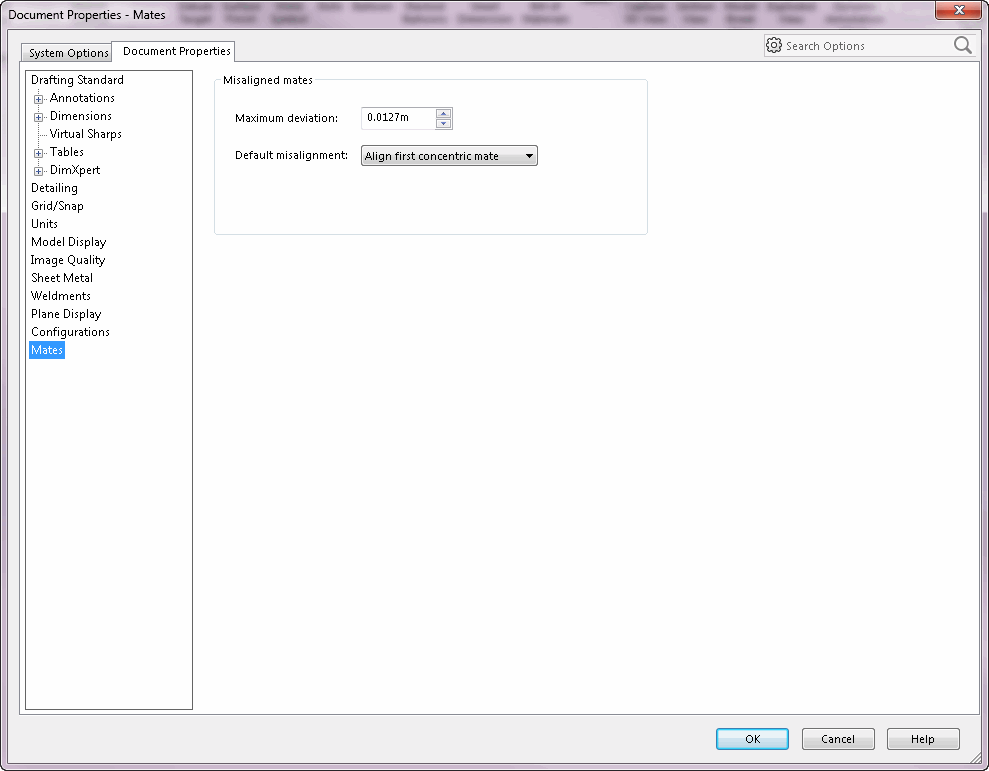 Document Properties - Mates
System Options
Document Properties
Search Options
Drafting Standard
Annotations
Dimensions
Virtual Sharps
Tables
DimXpert
Detailing
Grid/Snap
Units
Model Display
Image Quality
Sheet Metal
Weldments
Plane Display
Configurations
Mates
Misaligned mates
Maximum deviation: 0.0127m
Default misalignment: Align first concentric mate
OK Cancel Help